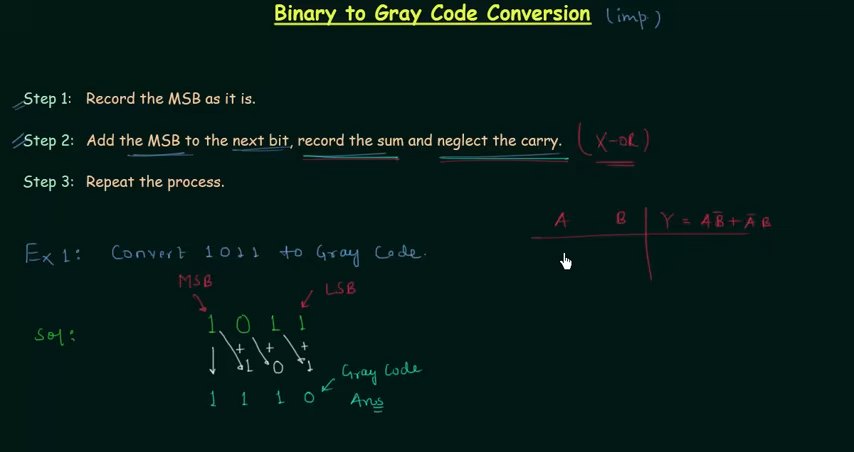 Binary to Gray Code Conversion (imp)
Step 1: Record the MSB as it is.
Step 2: Add the MSB to the next bit, record the sum and neglect the carry. (X-OR)
Step 3: Repeat the process.
A B Y = AB̅ + A̅B
Ex 1: Convert 1011 to Gray Code.
MSB LSB
Sol: 1 0 1 1
+ + +
1 0 1
Gray Code
1 1 1 0 Ans